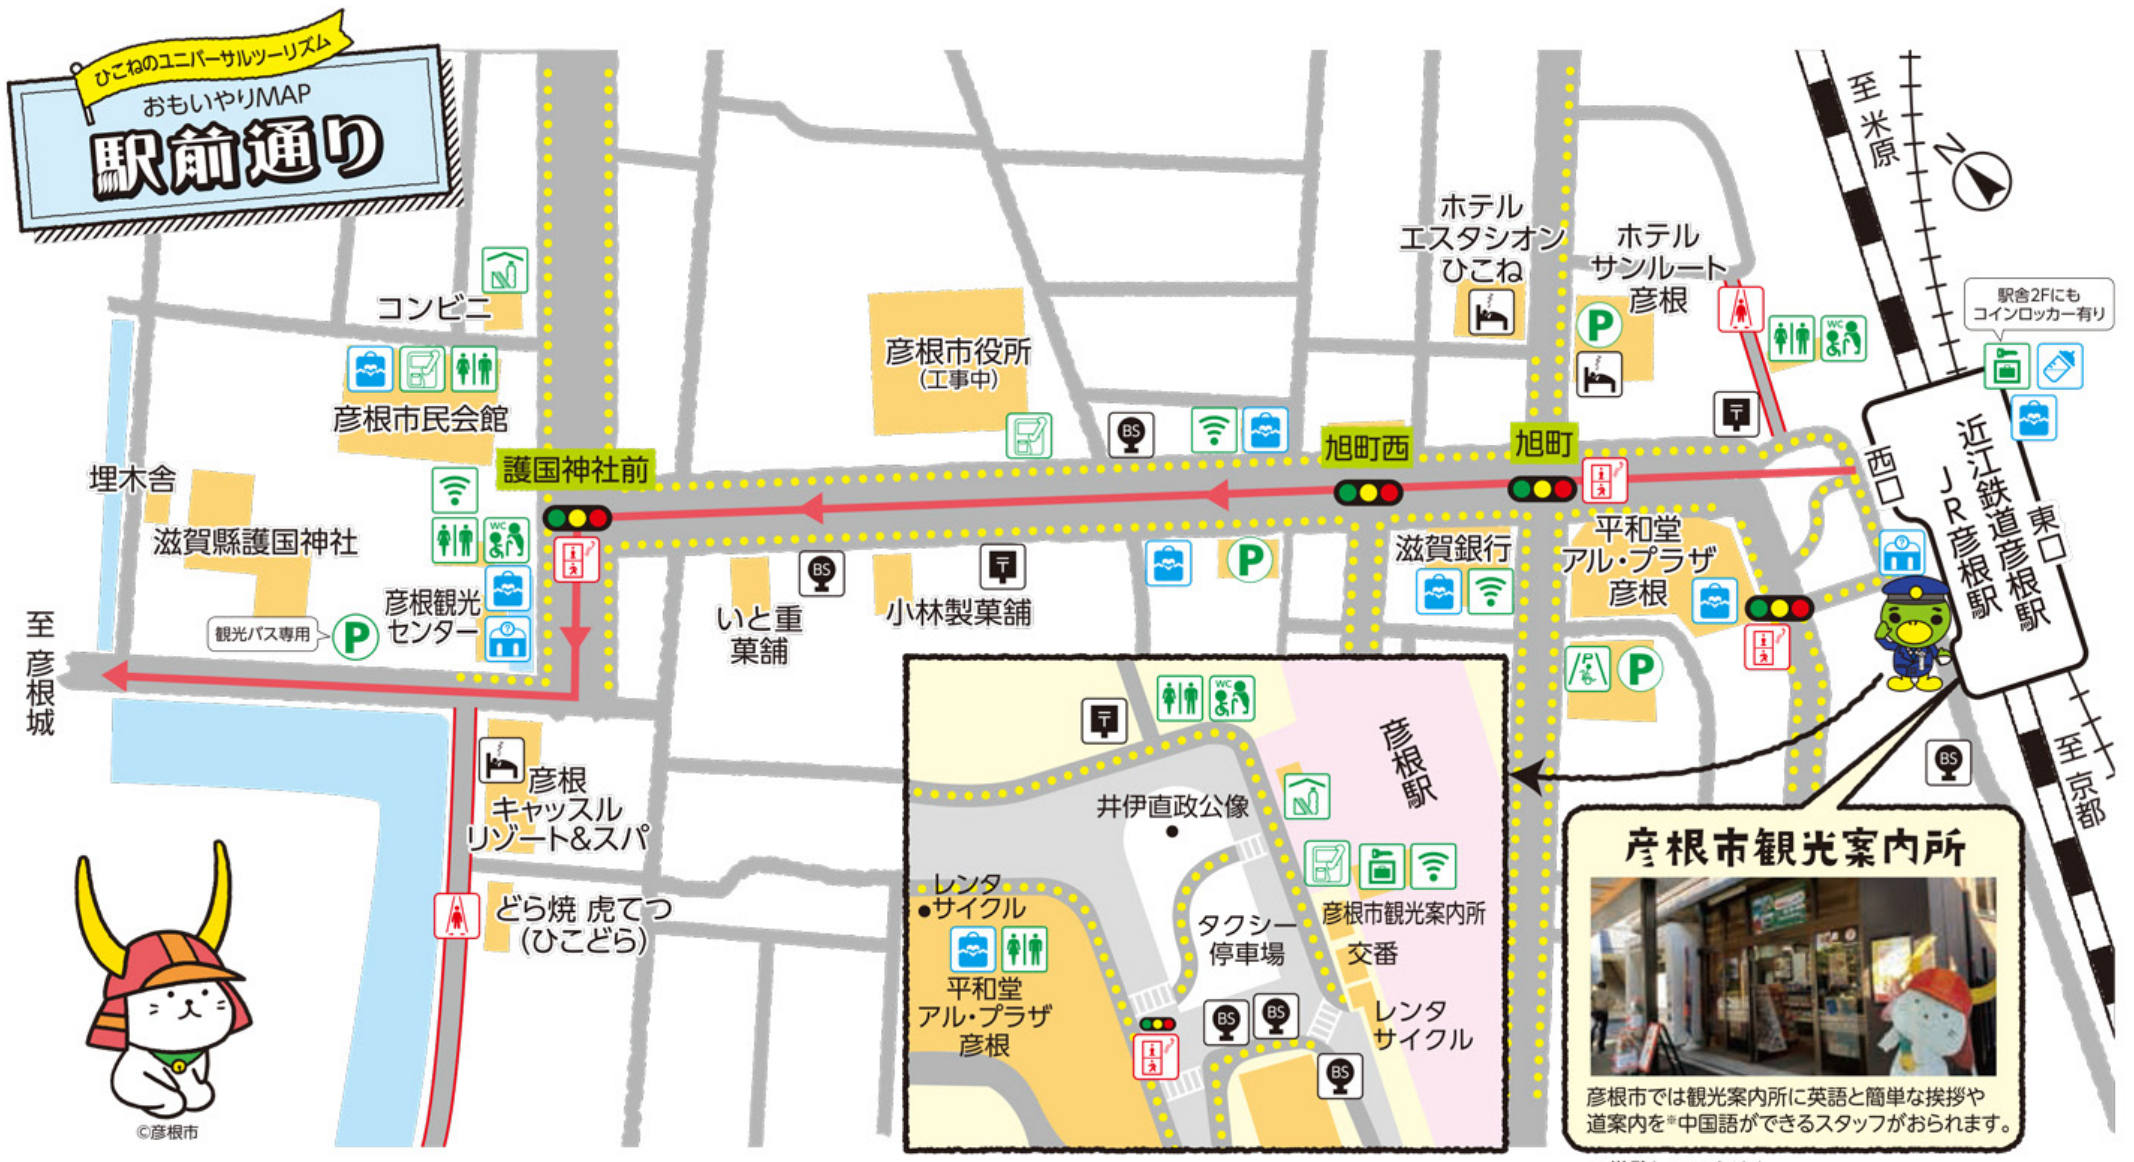 ひこねのユニバーサルツーリズム
おもいやりMAP
駅前通り
コンビニ
彦根市民会館
護国神社前
埋木舎
滋賀縣護国神社
彦根観光
センター
観光バス専用
P
至 彦根城
彦根
キャッスル
リゾート&スパ
どら焼 虎てつ
(ひこどら)
©彦根市
彦根市役所
(工事中)
BS
旭町西
旭町
ホテル
エスタシオン
ひこね
ホテル
サンルート
彦根
P
WC
〒
至 米原
N
駅舎2Fにも
コインロッカー有り
西口
近江鉄道彦根駅
JR彦根駅
東口
至 京都
WC
いと重
菓舗
BS
小林製菓舗
〒
P
滋賀銀行
平和堂
アル・プラザ
彦根
P
P
BS
〒
WC
彦根駅
井伊直政公像
レンタ
サイクル
平和堂
アル・プラザ
彦根
タクシー
停車場
彦根市観光案内所
交番
レンタ
サイクル
BS
BS
BS
彦根市観光案内所
彦根市では観光案内所に英語と簡単な挨拶や
道案内を※中国語ができるスタッフがおられます。